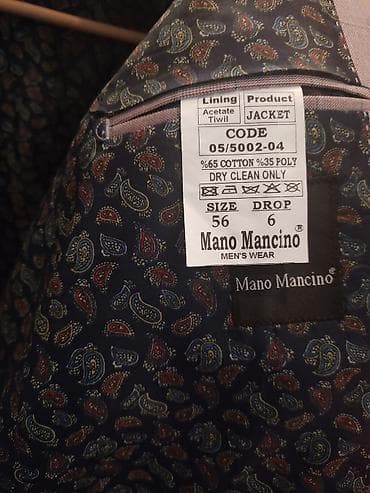 Lining Product
Acetate Twill JACKET
CODE
05/5002-04
%65 COTTON %35 POLY
DRY CLEAN ONLY
SIZE DROP
56 6
Mano Mancino®
MEN'S WEAR
Mano Mancino®